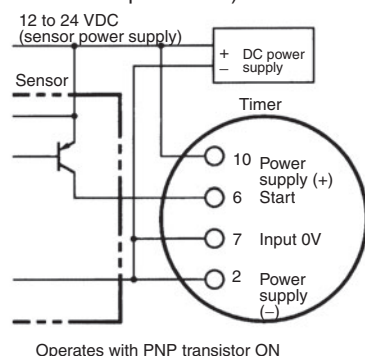 12 to 24 VDC
(sensor power supply)
+ DC power
− supply
Sensor
Timer
10 Power
supply (+)
6 Start
7 Input 0V
2 Power
supply
(−)
Operates with PNP transistor ON